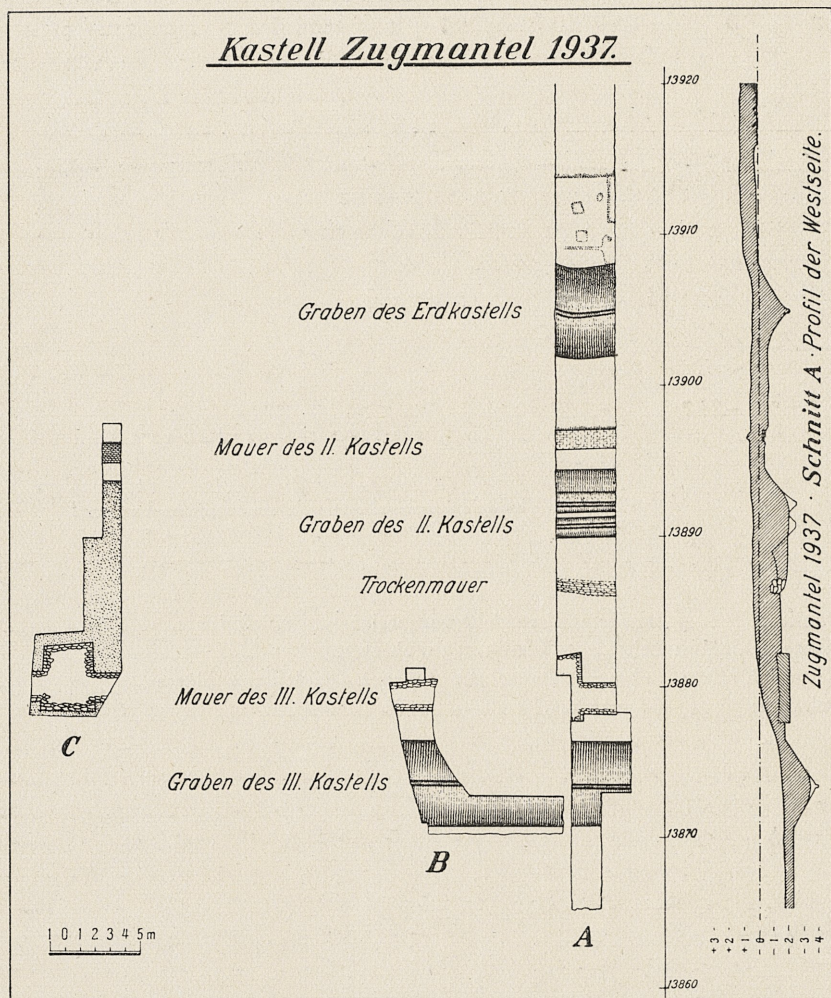 Kastell Zugmantel 1937.
13920
13910
Graben des Erdkastells
13900
Mauer des II. Kastells
Graben des II. Kastells
13890
Trockenmauer
13880
Mauer des III. Kastells
C
Graben des III. Kastells
13870
B
A
1 0 1 2 3 4 5 m
13860
Zugmantel 1937 · Schnitt A · Profil der Westseite.
+3
+2
+1
0
1
2
3
4